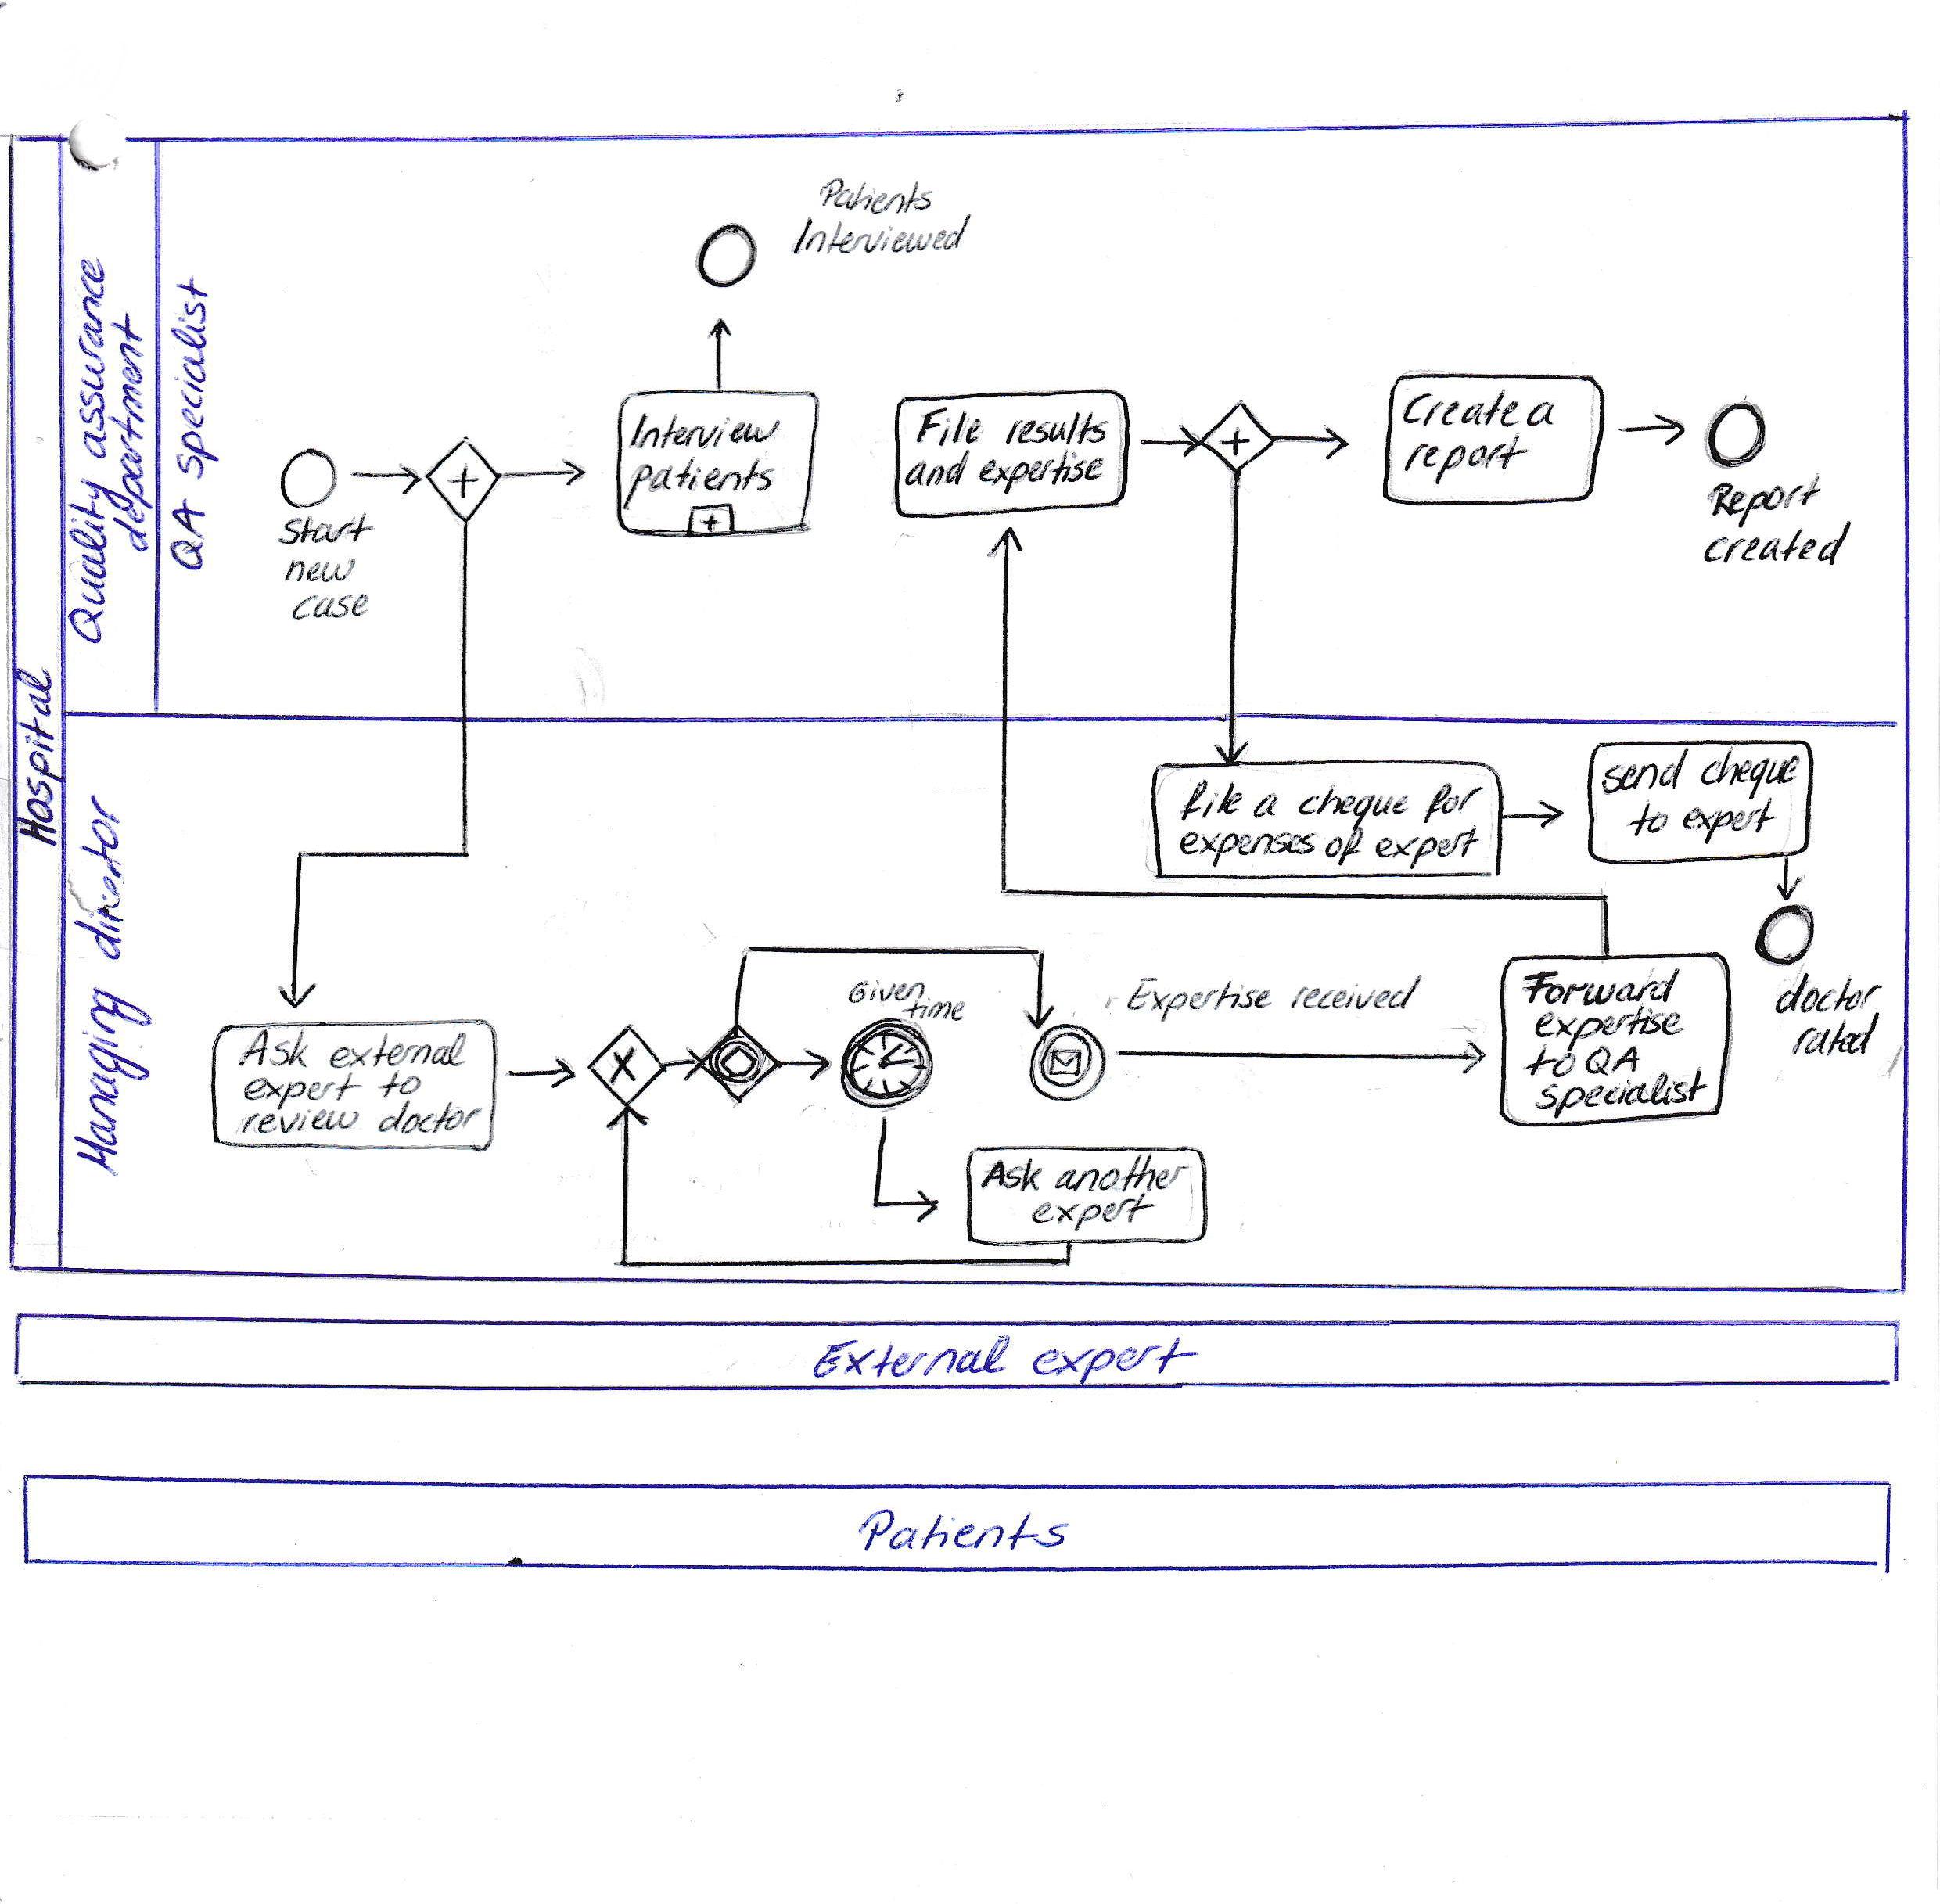 Hospital
Quality assurance
department
QA specialist
Managing director
Patients
Interviewed
Start
new
case
Interview
patients
File results
and expertise
Create a
report
Report
created
file a cheque for
expenses of expert
send cheque
to expert
doctor
rated
Ask external
expert to
review doctor
Given
time
Expertise received
Forward
expertise
to QA
specialist
Ask another
expert
External expert
Patients